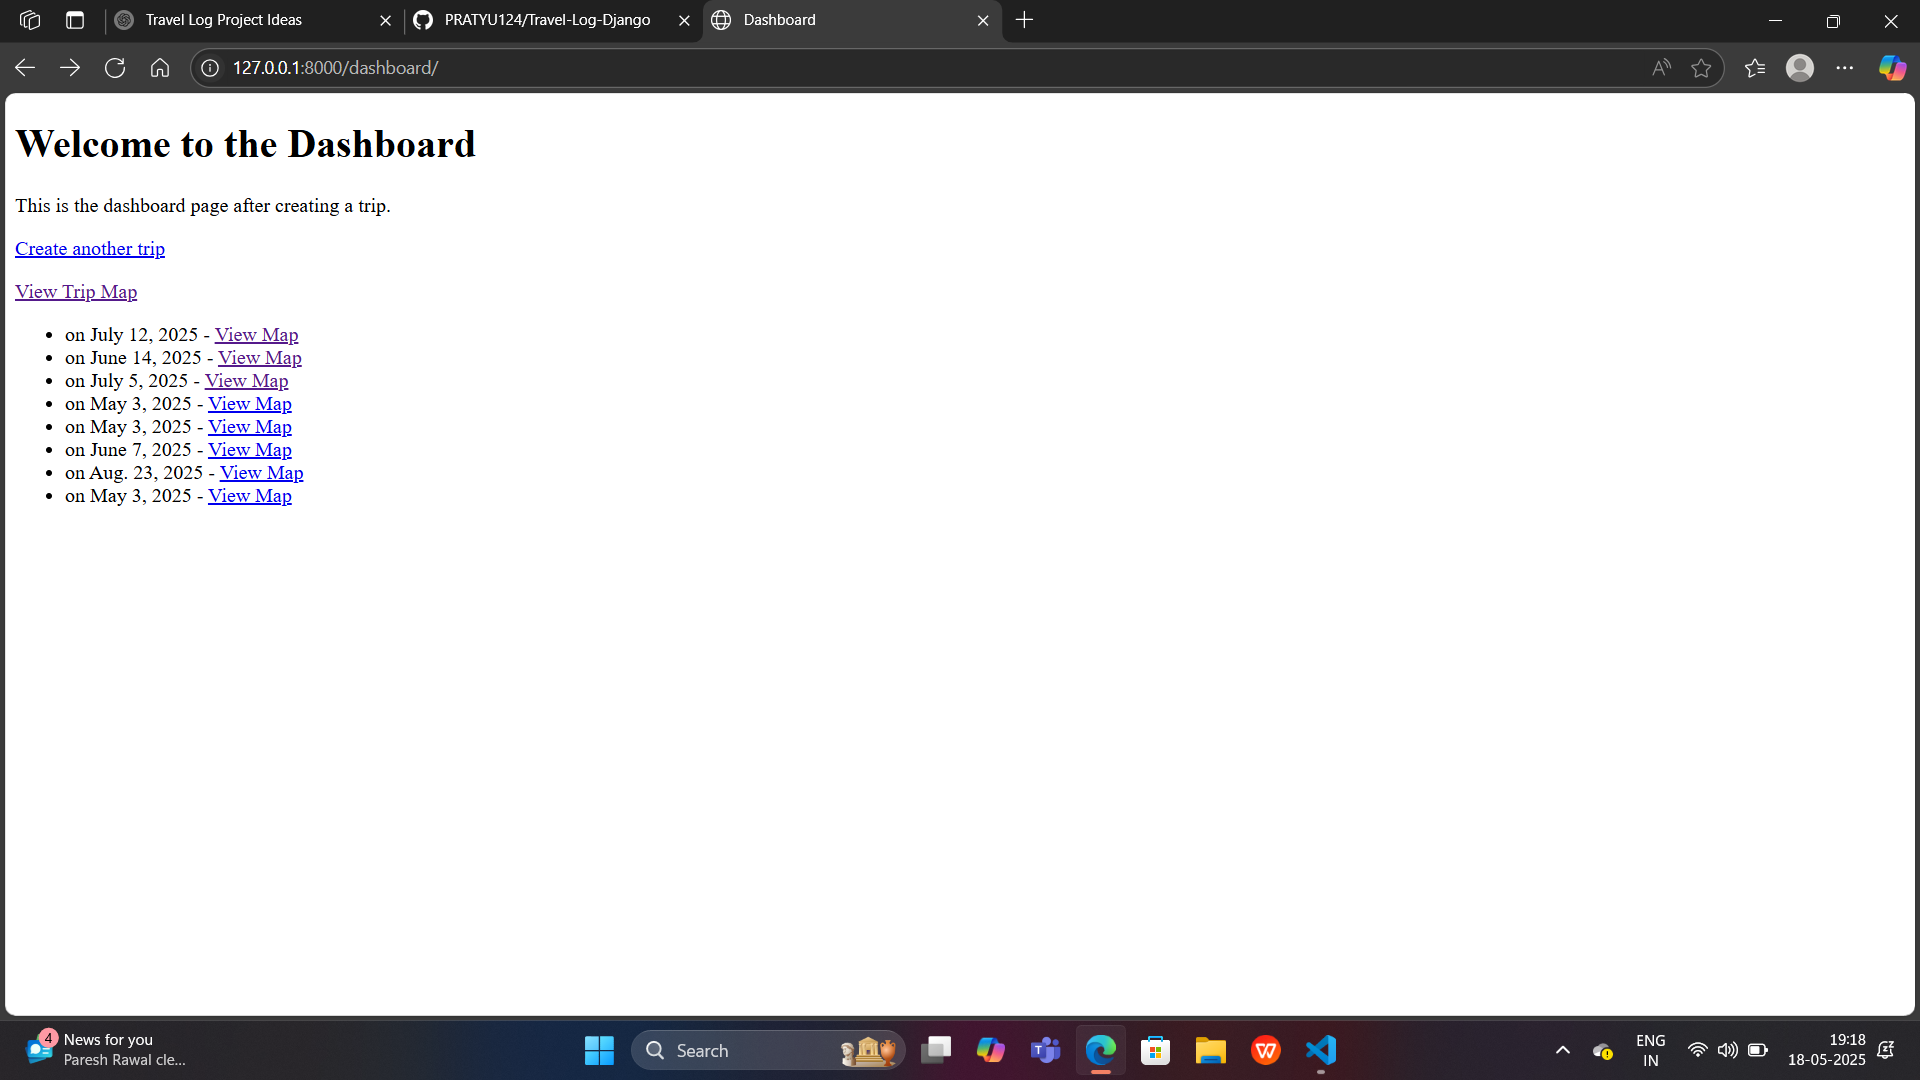 Travel Log Project Ideas
PRATYU124/Travel-Log-Django
Dashboard
127.0.0.1:8000/dashboard/
Welcome to the Dashboard
This is the dashboard page after creating a trip.
Create another trip
View Trip Map
on July 12, 2025 - View Map
on June 14, 2025 - View Map
on July 5, 2025 - View Map
on May 3, 2025 - View Map
on May 3, 2025 - View Map
on June 7, 2025 - View Map
on Aug. 23, 2025 - View Map
on May 3, 2025 - View Map
4
News for you
Paresh Rawal cle...
Search
ENG
IN
19:18
18-05-2025